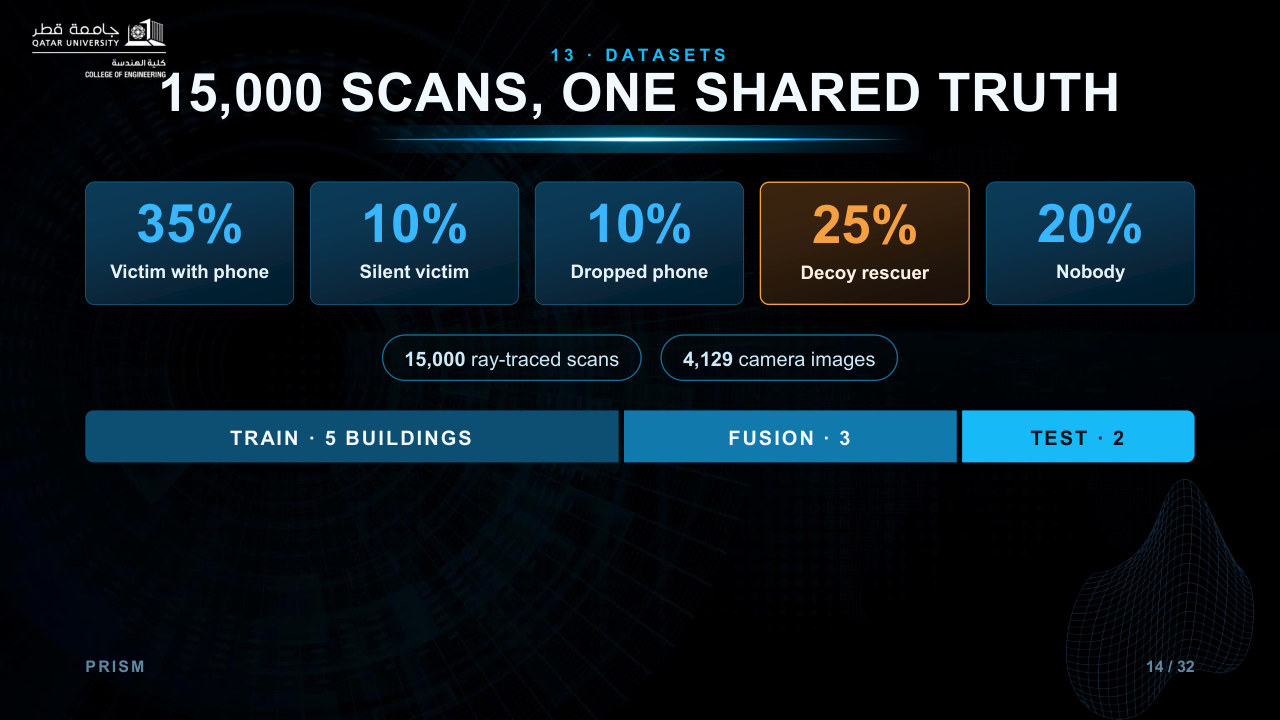 جامعة قطر
QATAR UNIVERSITY
كلية الهندسة
COLLEGE OF ENGINEERING
13 · DATASETS
15,000 SCANS, ONE SHARED TRUTH
35%
Victim with phone
10%
Silent victim
10%
Dropped phone
25%
Decoy rescuer
20%
Nobody
15,000 ray-traced scans
4,129 camera images
TRAIN · 5 BUILDINGS
FUSION · 3
TEST · 2
PRISM
14 / 32